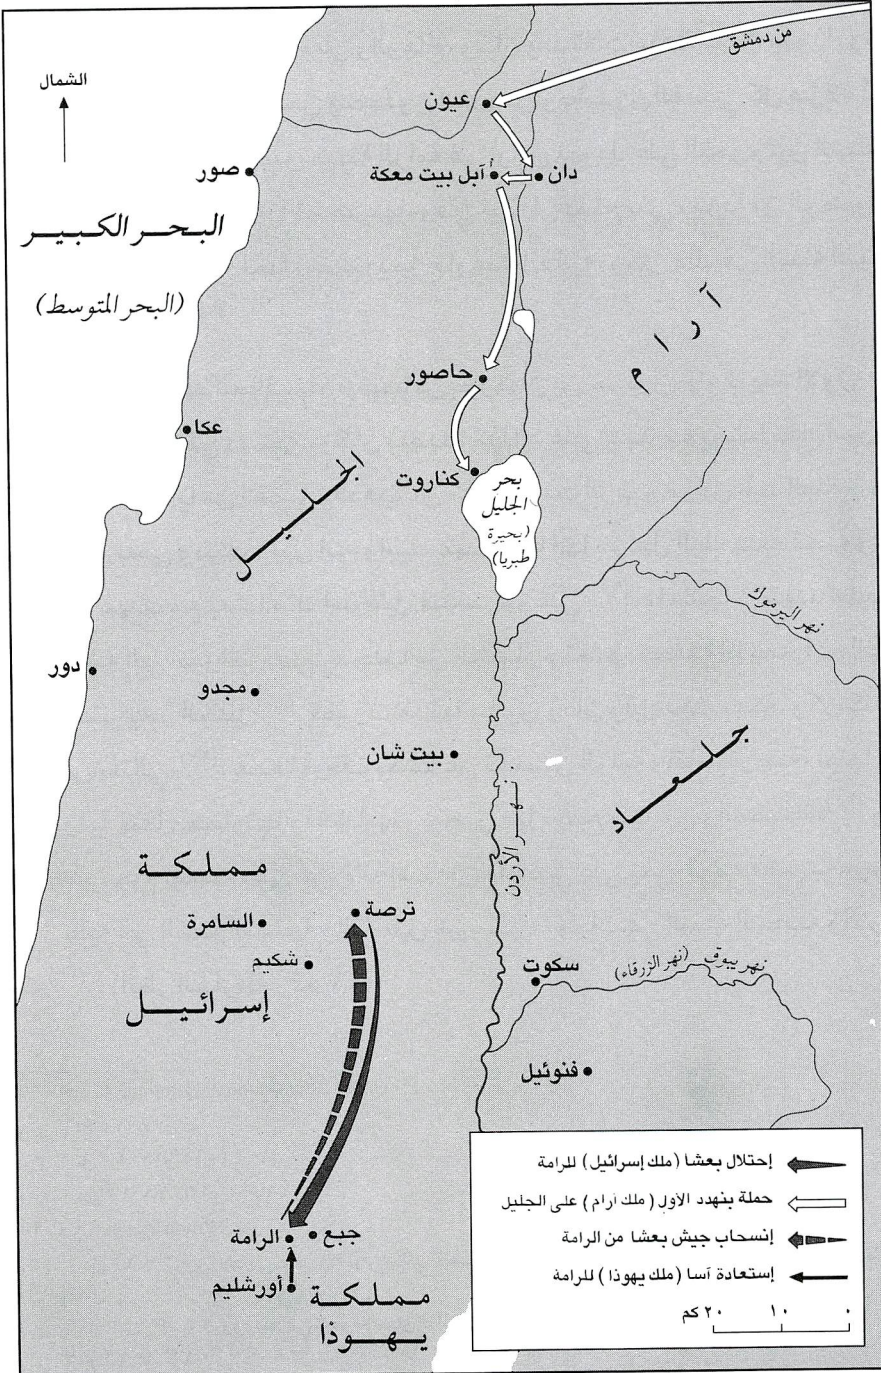 من دمشق
الشمال
عيون
صور
آبل بيت معكة
دان
البحر الكبير
(البحر المتوسط)
آرام
حاصور
عكا
الجليل
كناروت
بحر
الجليل
(بحيرة
طبريا)
نهر اليرموك
دور
مجدو
بيت شان
جلعاد
نهر الأردن
مملكة
إسرائيل
ترصة
السامرة
شكيم
سكوت
نهر يبوق (نهر الزرقاء)
فنوئيل
جبع
الرامة
أورشليم
مملكة
يهوذا
إحتلال بعشا (ملك إسرائيل) للرامة
حملة بنهدد الأول (ملك آرام) على الجليل
إنسحاب جيش بعشا من الرامة
إستعادة آسا (ملك يهوذا) للرامة
٠ ١٠ ٢٠ كم